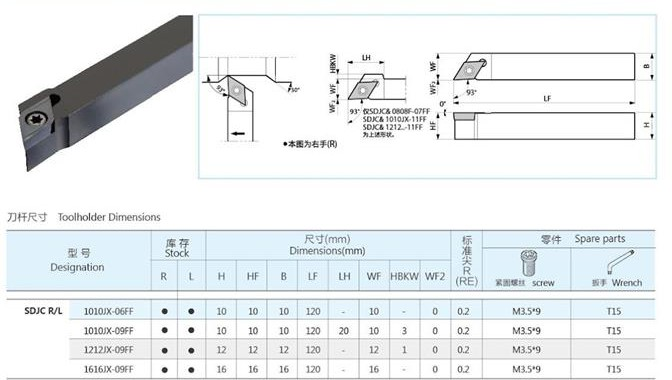 HBKW
LH
WF
WF₂
93°
30°
93°
仅SDJC& 0808F-07FF
SDJC& 1010JX-11FF
SDJC& 1212..-11FF
为上述形状。
●本图为右手(R)
WF
WF₂
93°
B
LF
0°
HF
H
刀杆尺寸 Toolholder Dimensions
型 号
Designation
库 存
Stock
尺寸(mm)
Dimensions(mm)
标准尖R
(RE)
零件 Spare parts
R L H HF B LF LH WF HBKW WF2 紧固螺丝 screw 扳手 Wrench
SDJC R/L 1010JX-06FF ● ● 10 10 10 120 - 10 - 0 0.2 M3.5*9 T15
1010JX-09FF ● ● 10 10 10 120 20 10 3 0 0.2 M3.5*9 T15
1212JX-09FF ● ● 12 12 12 120 - 12 1 0 0.2 M3.5*9 T15
1616JX-09FF ● ● 16 16 16 120 - 16 - 0 0.2 M3.5*9 T15